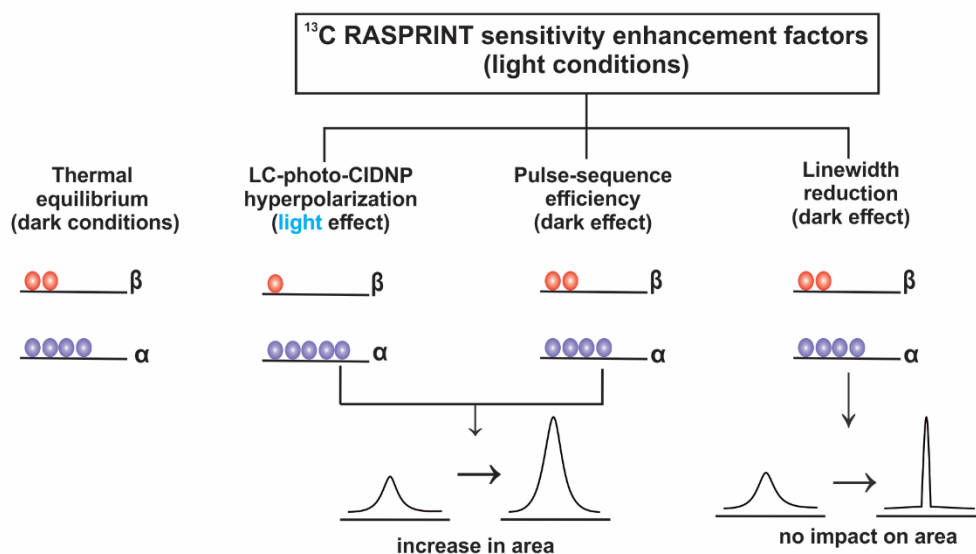 ¹³C RASPRINT sensitivity enhancement factors
(light conditions)
Thermal
equilibrium
(dark conditions)
LC-photo-CIDNP
hyperpolarization
(light effect)
Pulse-sequence
efficiency
(dark effect)
Linewidth
reduction
(dark effect)
β
β
β
β
α
α
α
α
increase in area
no impact on area